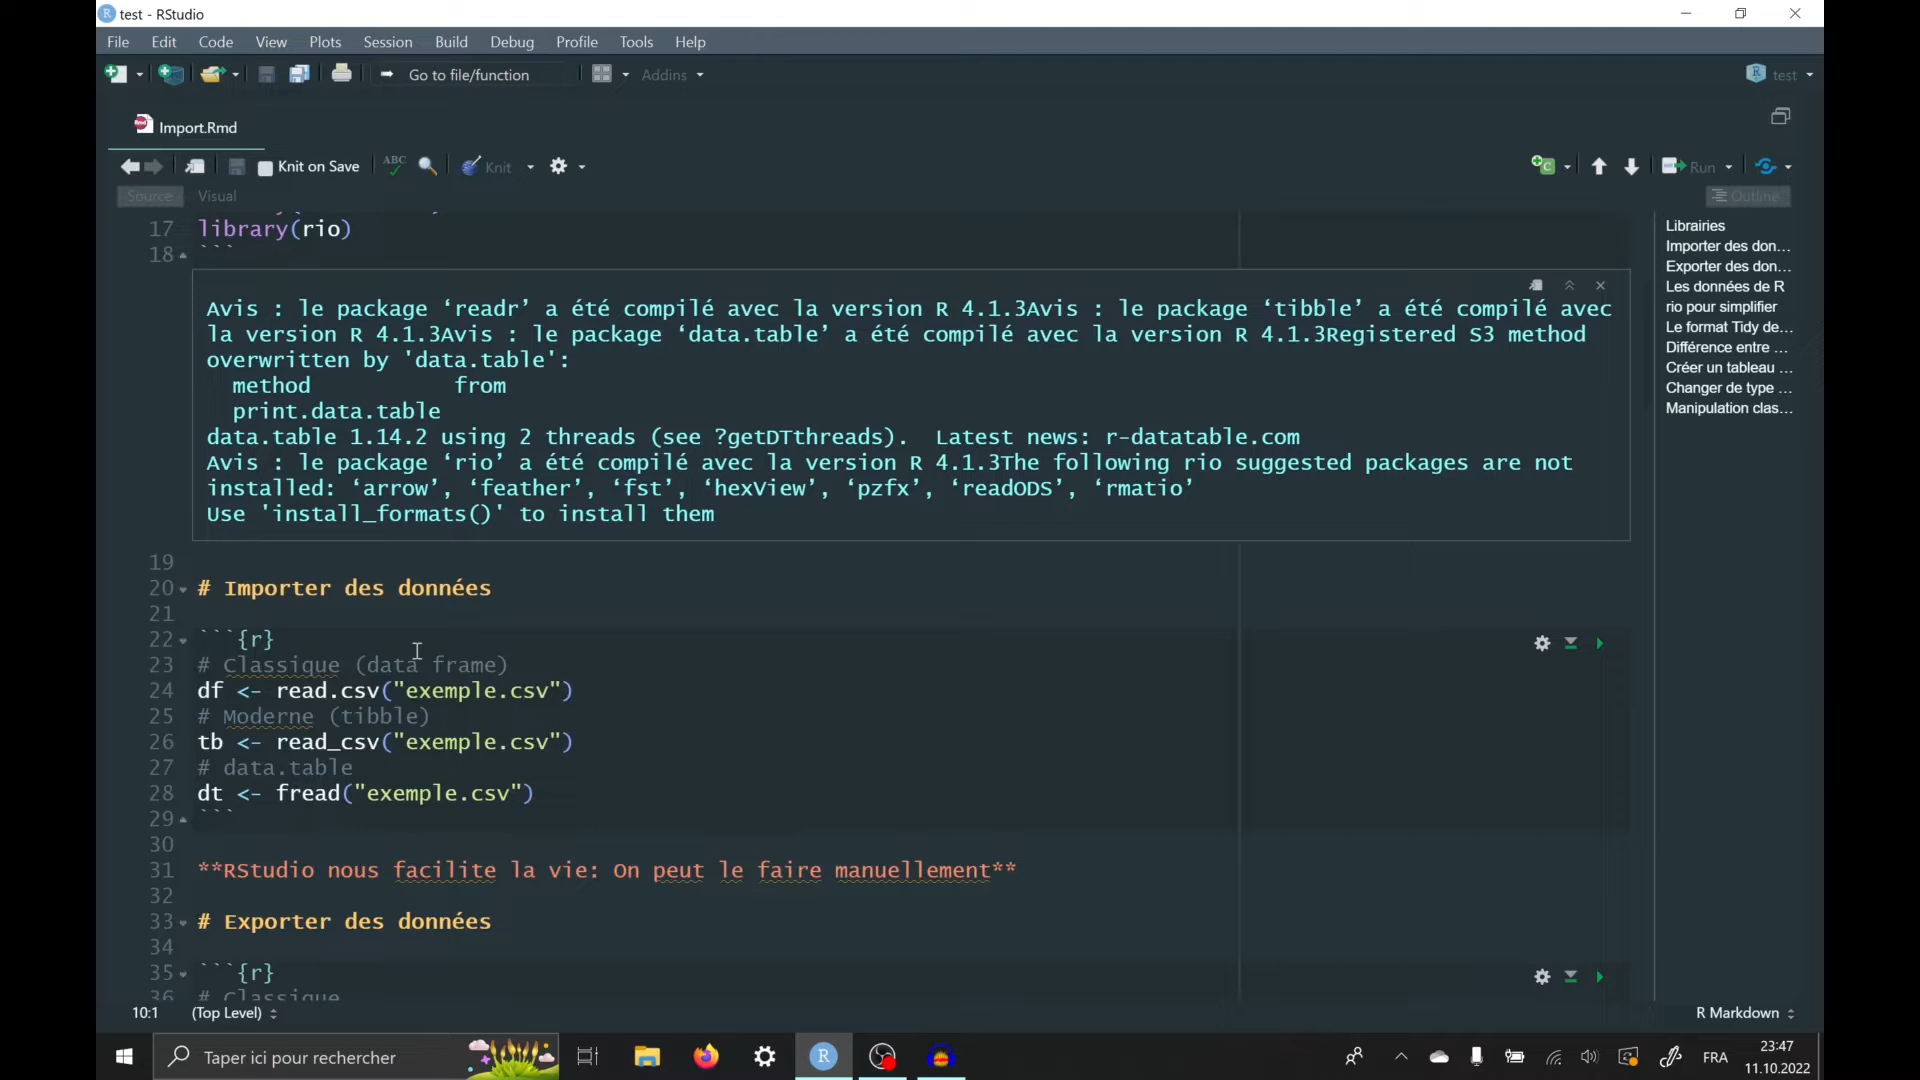 test - RStudio
File Edit Code View Plots Session Build Debug Profile Tools Help
Go to file/function Addins test
Import.Rmd
Knit on Save ABC Knit Run
Source Visual Outline
17 library(rio)
18 ```
Avis : le package ‘readr’ a été compilé avec la version R 4.1.3Avis : le package ‘tibble’ a été compilé avec
la version R 4.1.3Avis : le package ‘data.table’ a été compilé avec la version R 4.1.3Registered S3 method
overwritten by 'data.table':
method from
print.data.table
data.table 1.14.2 using 2 threads (see ?getDTthreads). Latest news: r-datatable.com
Avis : le package ‘rio’ a été compilé avec la version R 4.1.3The following rio suggested packages are not
installed: ‘arrow’, ‘feather’, ‘fst’, ‘hexView’, ‘pzfx’, ‘readODS’, ‘rmatio’
Use 'install_formats()' to install them
19
20 # Importer des données
21
22 ```{r}
23 # Classique (data frame)
24 df <- read.csv("exemple.csv")
25 # Moderne (tibble)
26 tb <- read_csv("exemple.csv")
27 # data.table
28 dt <- fread("exemple.csv")
29 ```
30
31 **RStudio nous facilite la vie: On peut le faire manuellement**
32
33 # Exporter des données
34
35 ```{r}
36 # Classique
Librairies
Importer des don...
Exporter des don...
Les données de R
rio pour simplifier
Le format Tidy de...
Différence entre ...
Créer un tableau ...
Changer de type ...
Manipulation clas...
10:1 (Top Level) R Markdown
Taper ici pour rechercher
FRA
23:47
11.10.2022